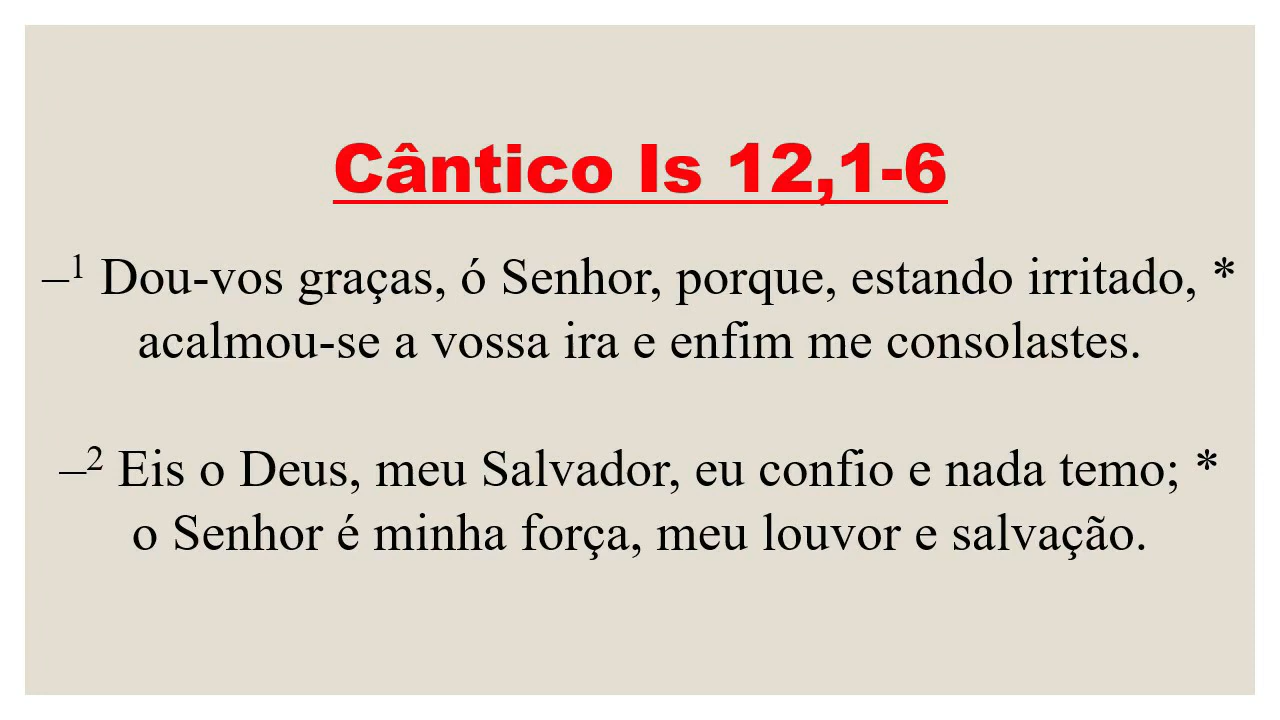 Cântico Is 12,1-6
–¹ Dou-vos graças, ó Senhor, porque, estando irritado, *
acalmou-se a vossa ira e enfim me consolastes.
–² Eis o Deus, meu Salvador, eu confio e nada temo; *
o Senhor é minha força, meu louvor e salvação.